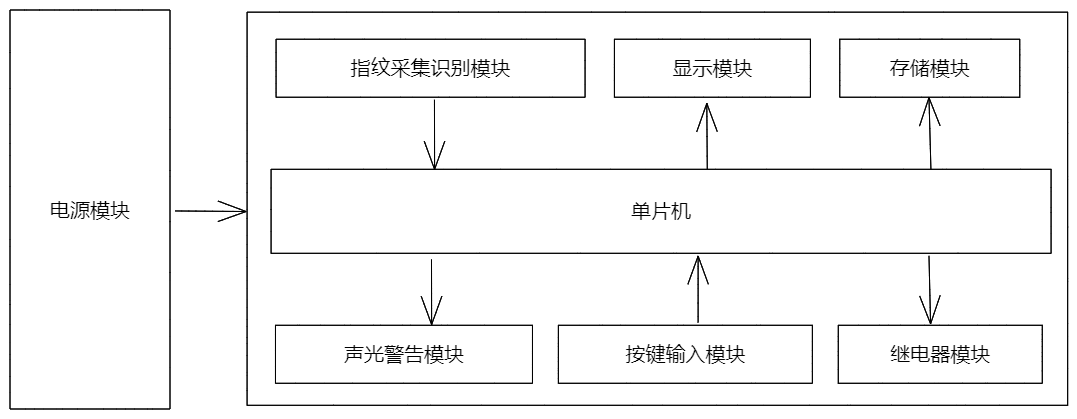 电源模块
指纹采集识别模块
显示模块
存储模块
单片机
声光警告模块
按键输入模块
继电器模块